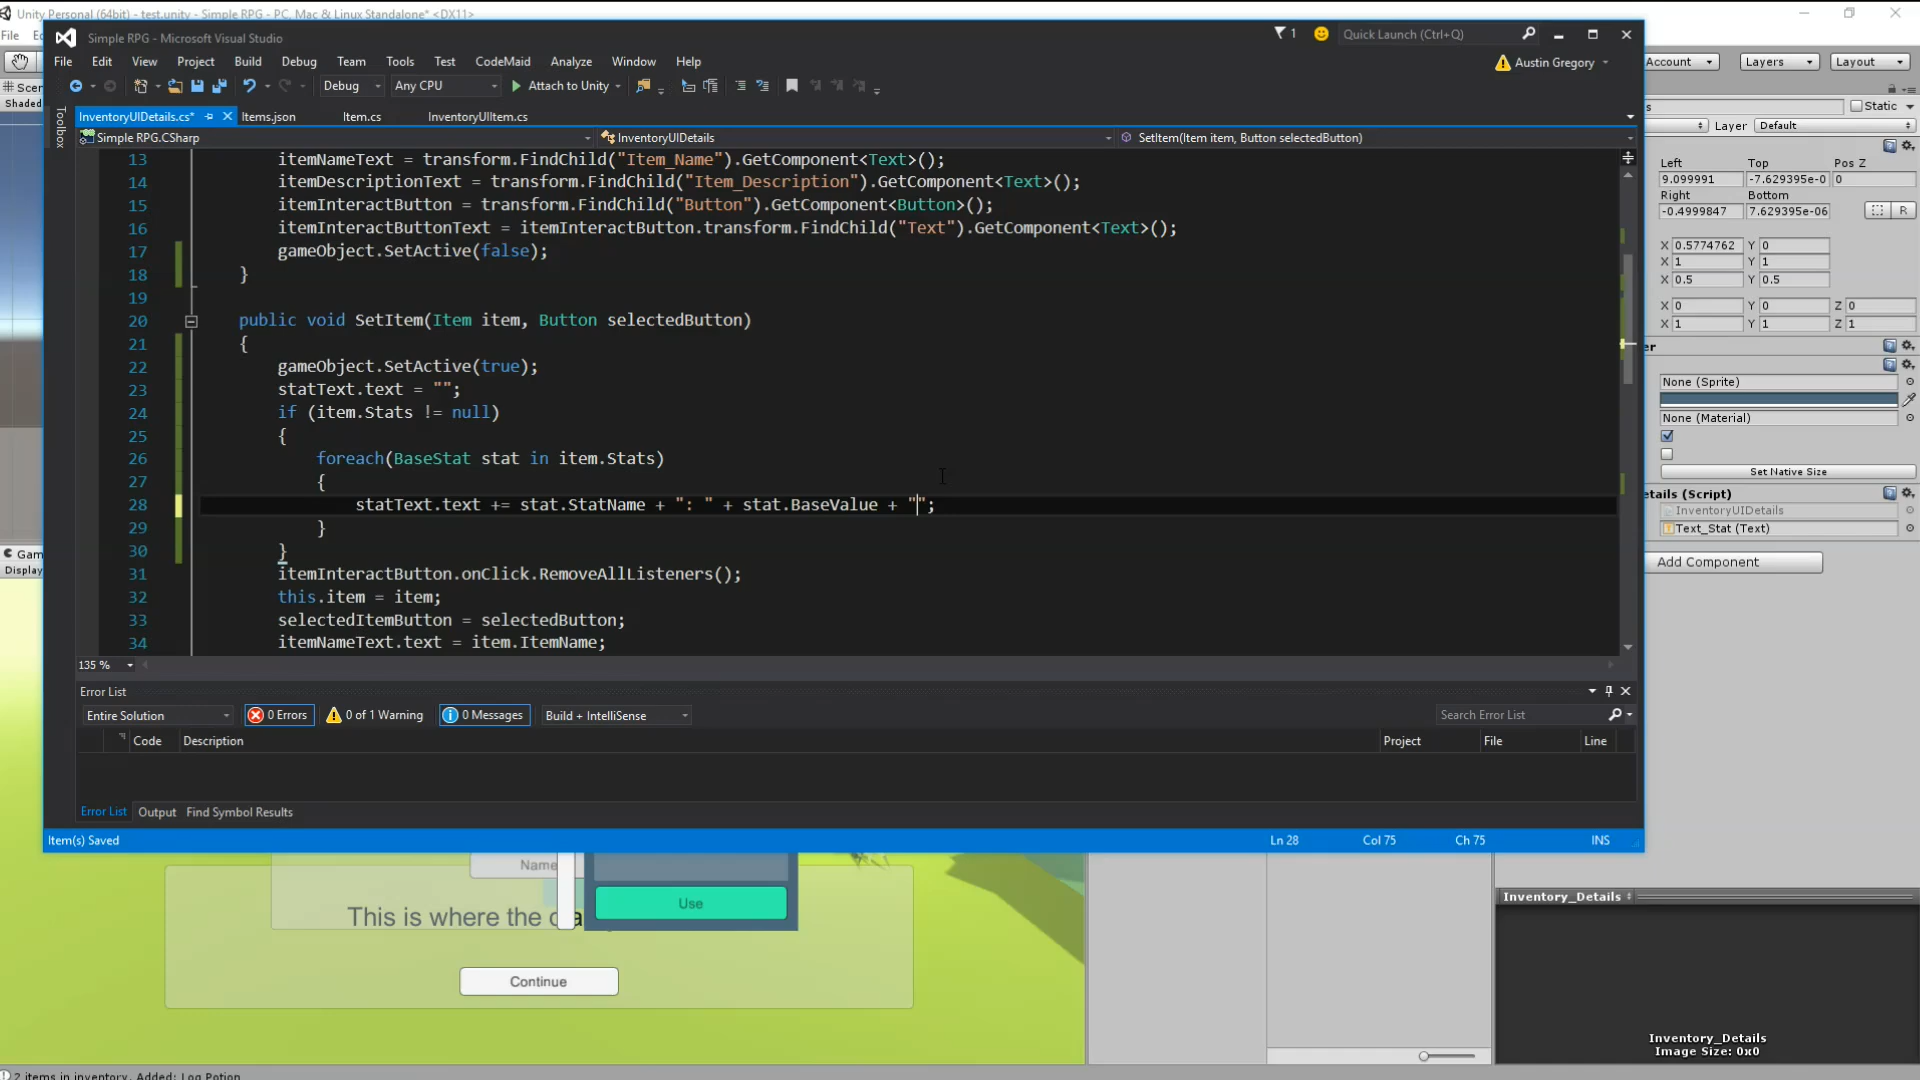 Unity Personal (64bit) - test.unity - Simple RPG - PC, Mac & Linux Standalone* <DX11>
File
Simple RPG - Microsoft Visual Studio
1
Quick Launch (Ctrl+Q)
File Edit View Project Build Debug Team Tools Test CodeMaid Analyze Window Help
Austin Gregory
Account Layers Layout
Debug Any CPU Attach to Unity
Shaded
Toolbox
InventoryUIDetails.cs* Items.json Item.cs InventoryUIItem.cs
Static
Simple RPG.CSharp InventoryUIDetails SetItem(Item item, Button selectedButton)
Layer Default
13 itemNameText = transform.FindChild("Item_Name").GetComponent<Text>();
14 itemDescriptionText = transform.FindChild("Item_Description").GetComponent<Text>();
15 itemInteractButton = transform.FindChild("Button").GetComponent<Button>();
16 itemInteractButtonText = itemInteractButton.transform.FindChild("Text").GetComponent<Text>();
17 gameObject.SetActive(false);
18 }
19
20 public void SetItem(Item item, Button selectedButton)
21 {
22 gameObject.SetActive(true);
23 statText.text = "";
24 if (item.Stats != null)
25 {
26 foreach(BaseStat stat in item.Stats)
27 {
28 statText.text += stat.StatName + ": " + stat.BaseValue + "";
29 }
30 }
31 itemInteractButton.onClick.RemoveAllListeners();
32 this.item = item;
33 selectedItemButton = selectedButton;
34 itemNameText.text = item.ItemName;
135 %
Left Top Pos Z
9.099991 -7.629395e-0 0
Right Bottom
-0.4999847 7.629395e-06 R
X 0.5774762 Y 0
X 1 Y 1
X 0.5 Y 0.5
X 0 Y 0 Z 0
X 1 Y 1 Z 1
er
None (Sprite)
None (Material)
Set Native Size
etails (Script)
InventoryUIDetails
Text_Stat (Text)
Add Component
Gam
Display
Error List
Entire Solution 0 Errors 0 of 1 Warning 0 Messages Build + IntelliSense Search Error List
Code Description Project File Line
Error List Output Find Symbol Results
Item(s) Saved Ln 28 Col 75 Ch 75 INS
Name
Use
This is where the
Continue
Inventory_Details
Inventory_Details
Image Size: 0x0
2 items in inventory. Added: Log Potion